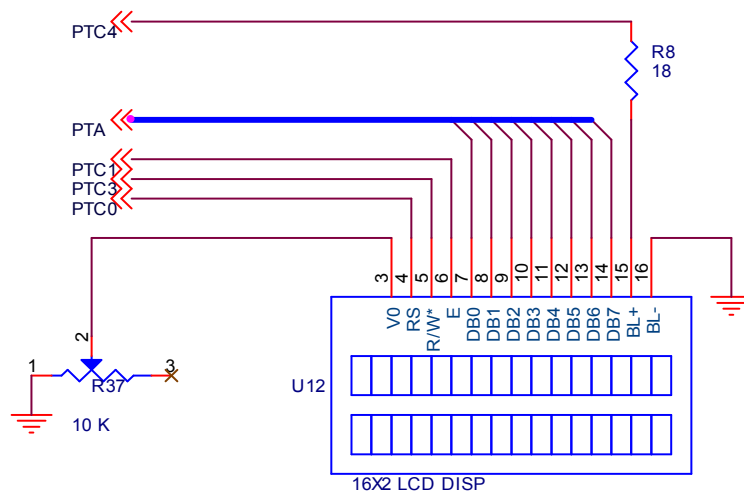 PTC4
R8
18
PTA
PTC1
PTC3
PTC0
3 4 5 6 7 8 9 10 11 12 13 14 15 16
V0 RS R/W* E DB0 DB1 DB2 DB3 DB4 DB5 DB6 DB7 BL+ BL-
2
1 3
R37
U12
10 K
16X2 LCD DISP